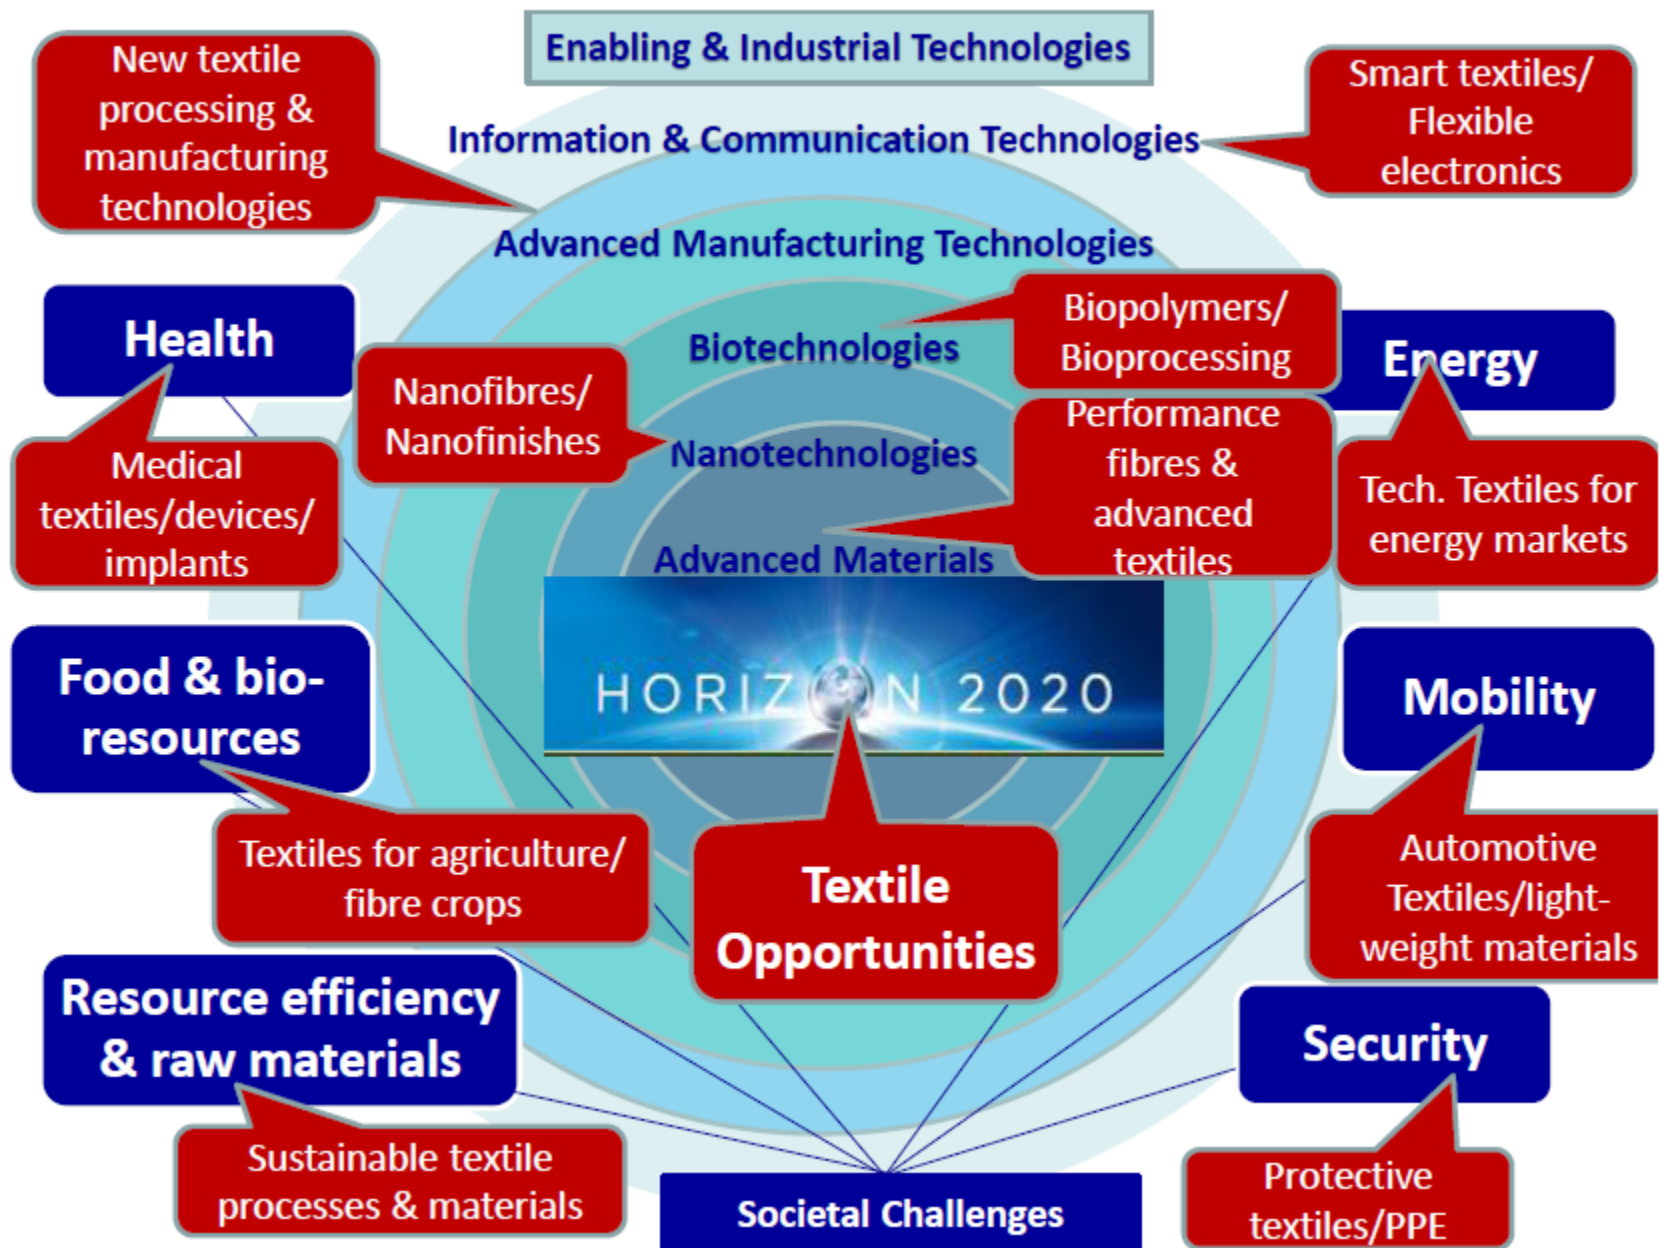 Enabling & Industrial Technologies
New textile
processing &
manufacturing
technologies
Information & Communication Technologies
Smart textiles/
Flexible
electronics
Advanced Manufacturing Technologies
Health
Biotechnologies
Biopolymers/
Bioprocessing
Energy
Nanofibres/
Nanofinishes
Nanotechnologies
Performance
fibres &
advanced
textiles
Medical
textiles/devices/
implants
Tech. Textiles for
energy markets
Advanced Materials
HORIZON 2020
Food & bio-
resources
Mobility
Textiles for agriculture/
fibre crops
Textile
Opportunities
Automotive
Textiles/light-
weight materials
Resource efficiency
& raw materials
Security
Sustainable textile
processes & materials
Societal Challenges
Protective
textiles/PPE